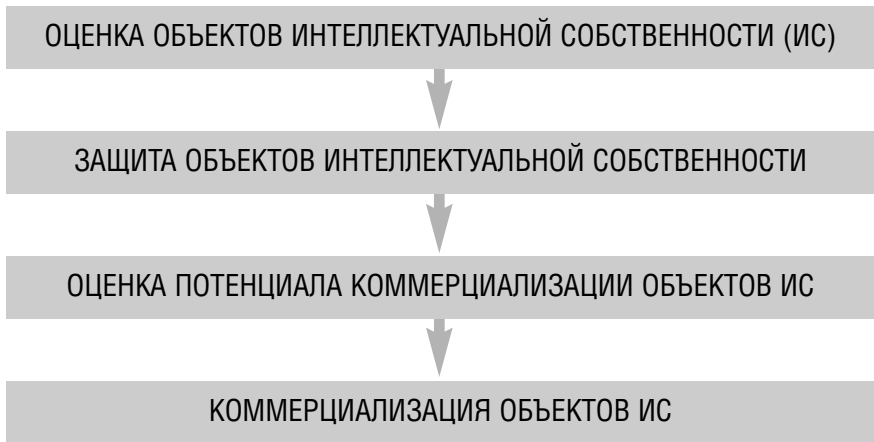 ОЦЕНКА ОБЪЕКТОВ ИНТЕЛЛЕКТУАЛЬНОЙ СОБСТВЕННОСТИ (ИС)
ЗАЩИТА ОБЪЕКТОВ ИНТЕЛЛЕКТУАЛЬНОЙ СОБСТВЕННОСТИ
ОЦЕНКА ПОТЕНЦИАЛА КОММЕРЦИАЛИЗАЦИИ ОБЪЕКТОВ ИС
КОММЕРЦИАЛИЗАЦИЯ ОБЪЕКТОВ ИС